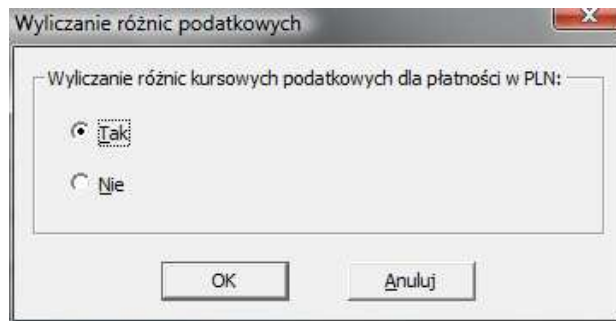 Wyliczanie różnic podatkowych
Wyliczanie różnic kursowych podatkowych dla płatności w PLN:
Tak
Nie
OK
Anuluj